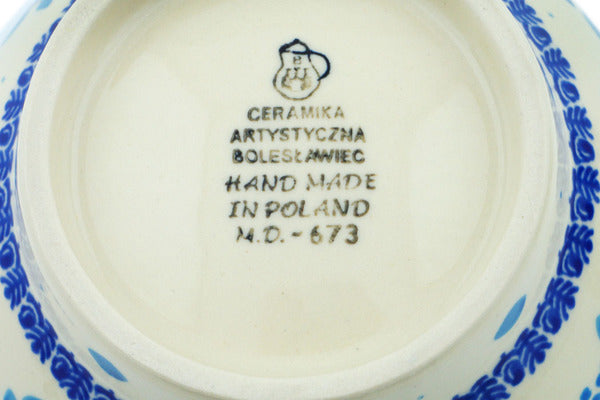 CERAMIKA
ARTYSTYCZNA
BOLESŁAWIEC
HAND MADE
IN POLAND
M.D. - 673